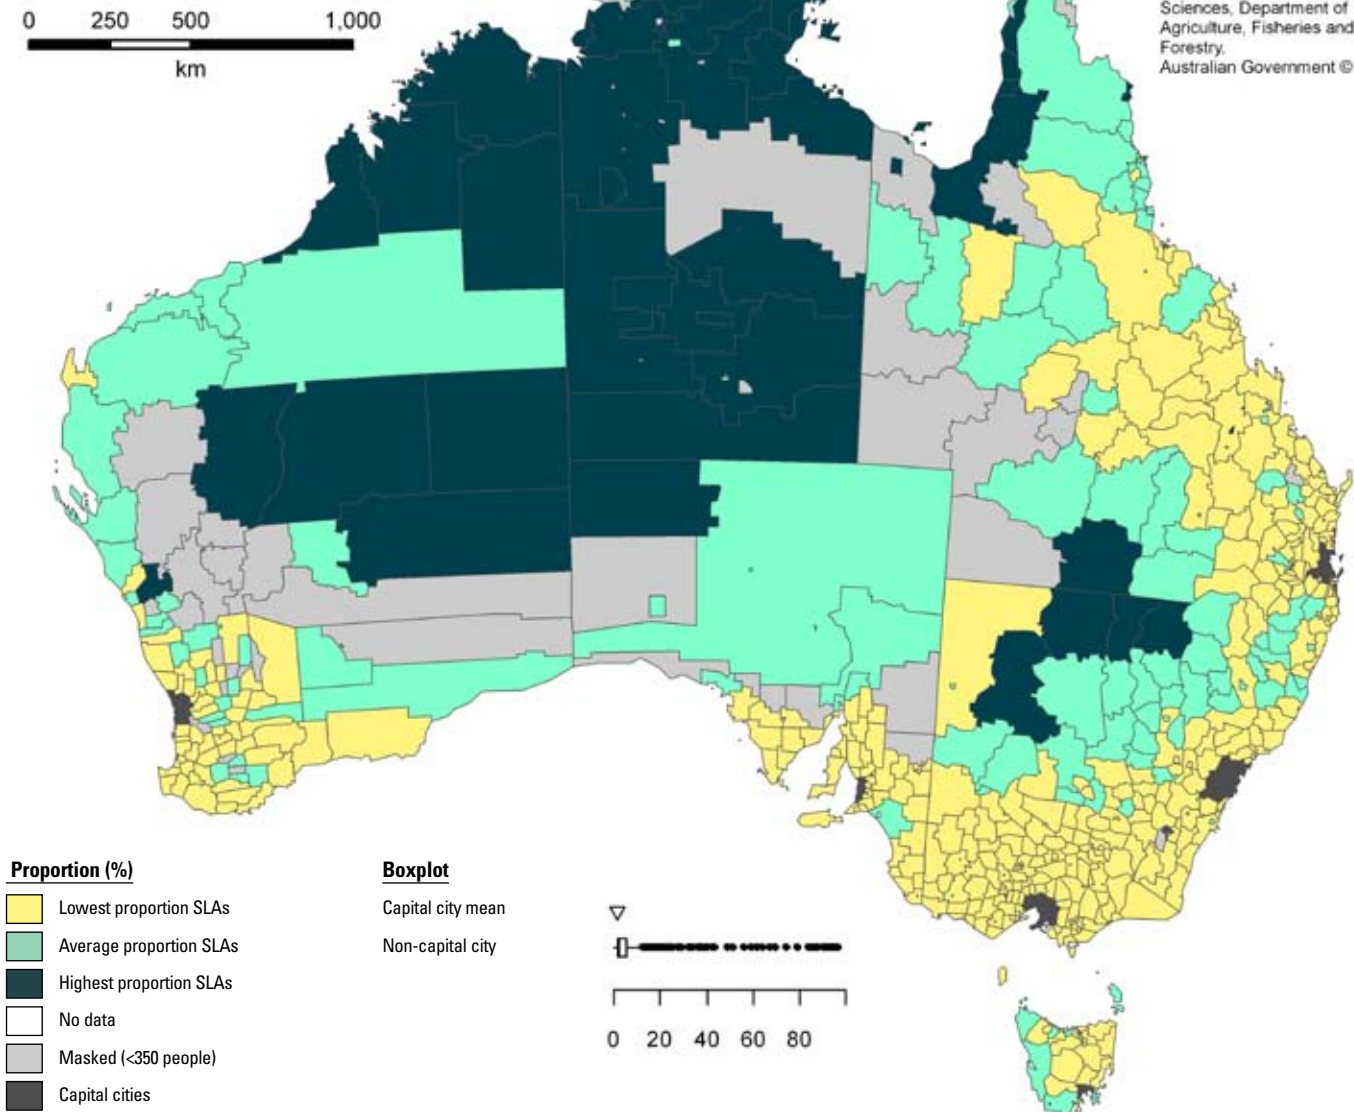 0 250 500 1,000
km
Sciences, Department of
Agriculture, Fisheries and
Forestry.
Australian Government ©
Proportion (%)
Lowest proportion SLAs
Average proportion SLAs
Highest proportion SLAs
No data
Masked (<350 people)
Capital cities
Boxplot
Capital city mean
Non-capital city
0 20 40 60 80